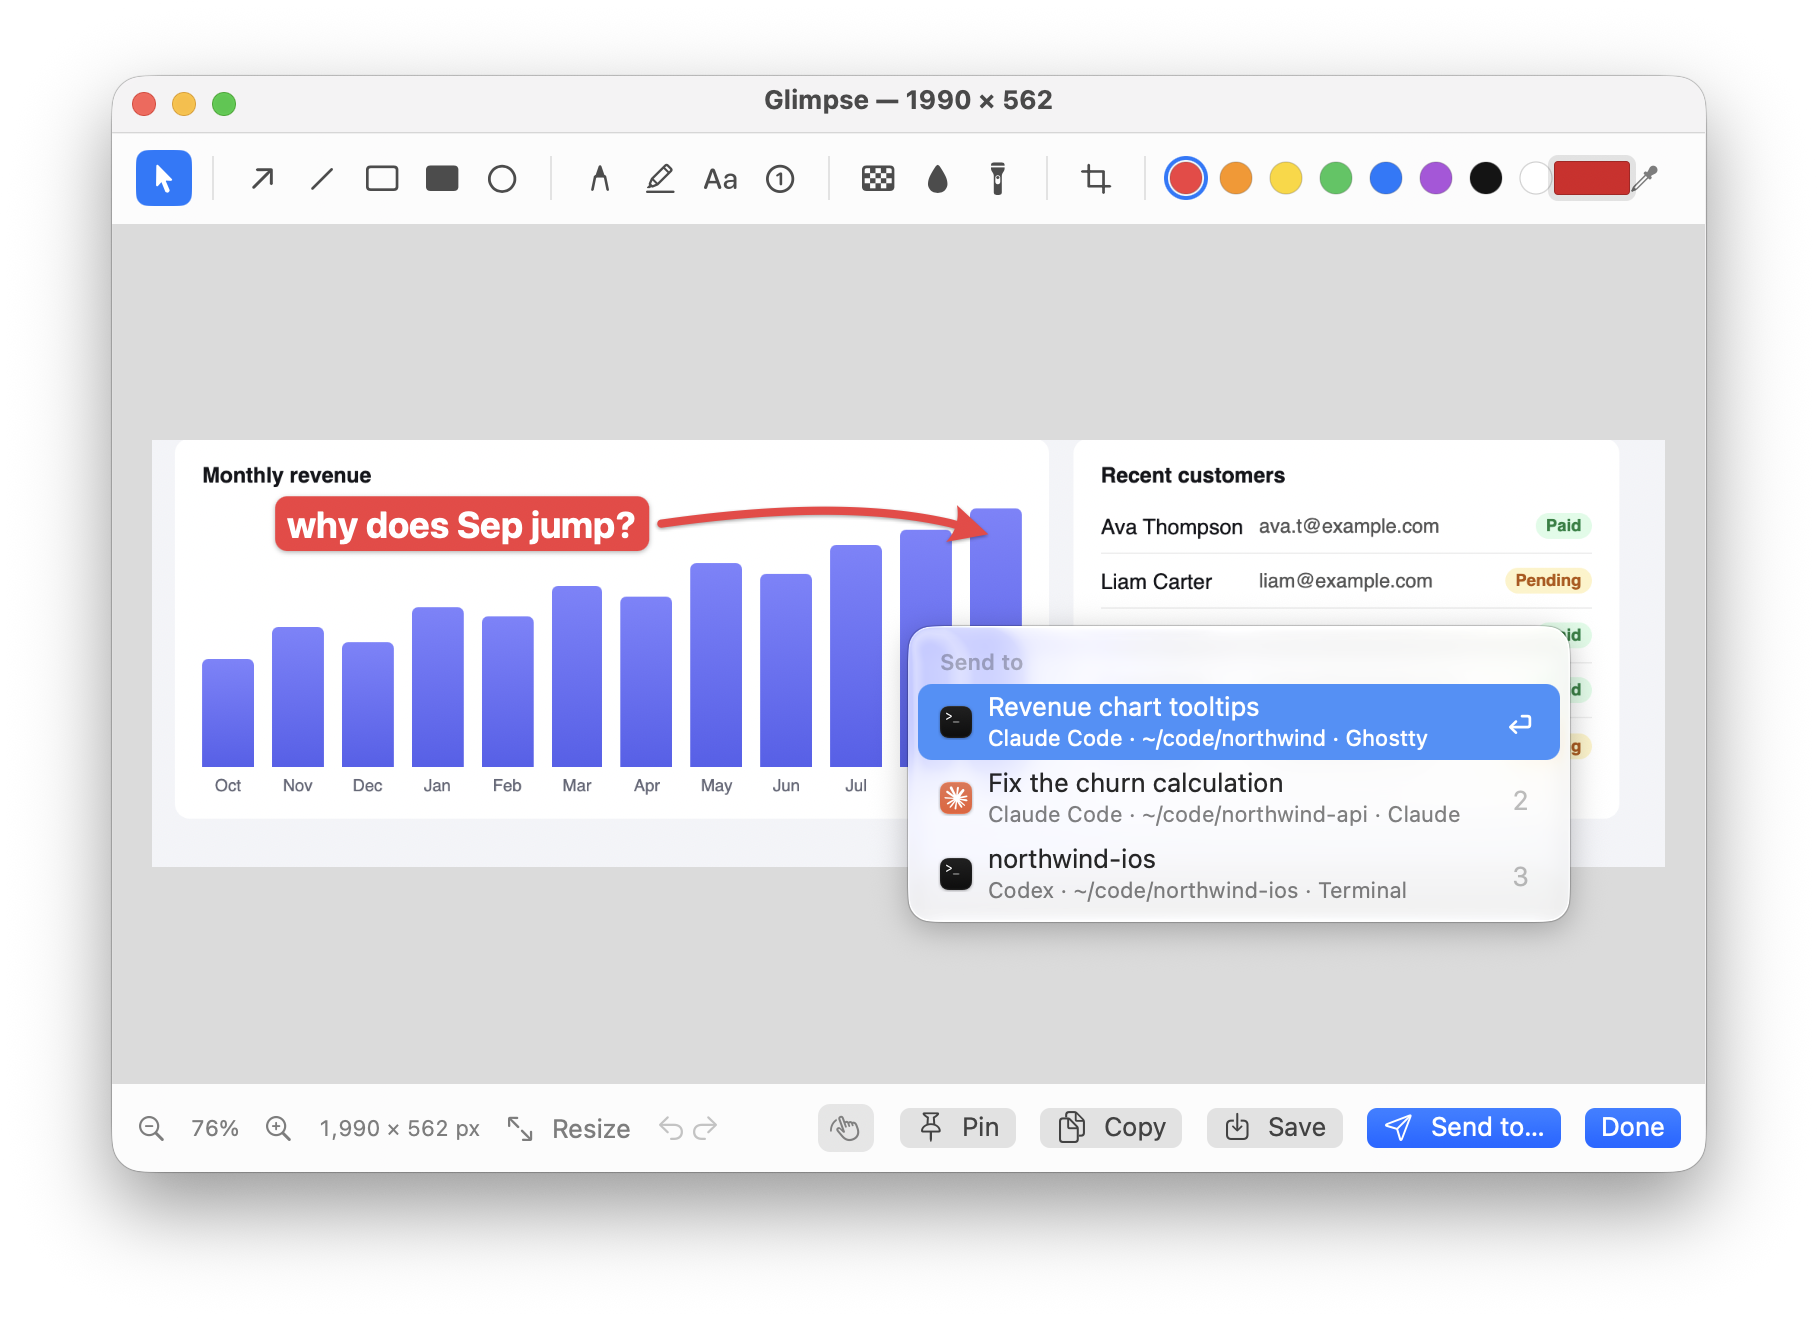 Glimpse — 1990 × 562
Aa
1
Monthly revenue
why does Sep jump?
Oct Nov Dec Jan Feb Mar Apr May Jun Jul
Recent customers
Ava Thompson ava.t@example.com Paid
Liam Carter liam@example.com Pending
Send to
Revenue chart tooltips
Claude Code · ~/code/northwind · Ghostty
Fix the churn calculation
Claude Code · ~/code/northwind-api · Claude
2
northwind-ios
Codex · ~/code/northwind-ios · Terminal
3
76% 1,990 × 562 px Resize Pin Copy Save Send to... Done